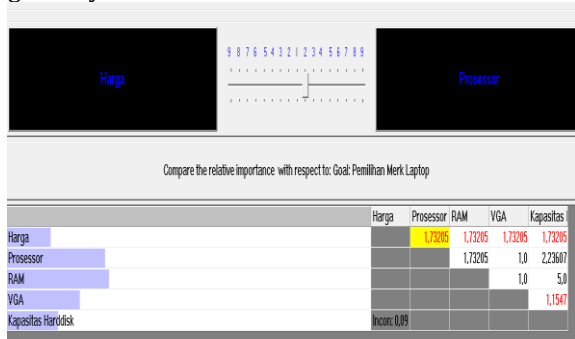 Harga
9 8 7 6 5 4 3 2 1 2 3 4 5 6 7 8 9
Prosessor
Compare the relative importance with respect to: Goal: Pemilihan Merk Laptop
Harga Prosessor RAM VGA Kapasitas
Harga 1,73205 1,73205 1,73205 1,73205
Prosessor 1,73205 1,0 2,23607
RAM 1,0 5,0
VGA 1,1547
Kapasitas Harddisk Incon: 0,09